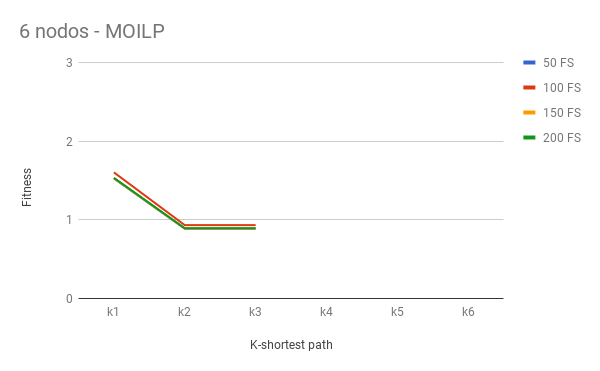 6 nodos - MOILP
50 FS
100 FS
150 FS
200 FS
3
2
1
0
Fitness
k1 k2 k3 k4 k5 k6
K-shortest path